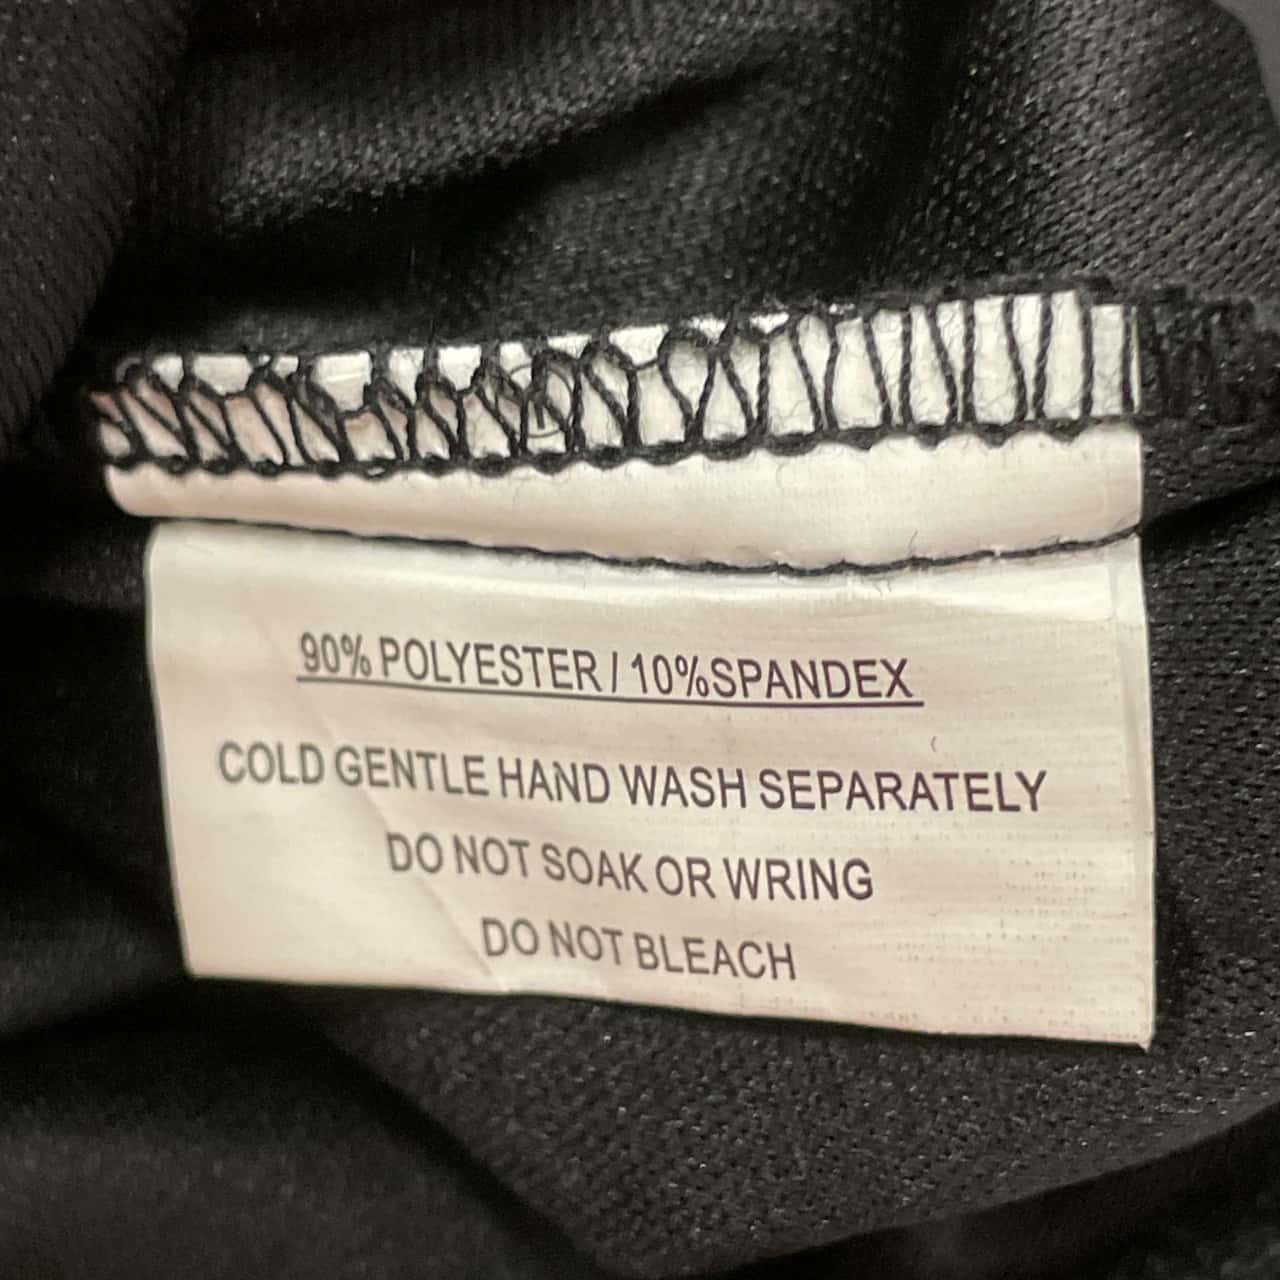 90% POLYESTER / 10%SPANDEX
COLD GENTLE HAND WASH SEPARATELY
DO NOT SOAK OR WRING
DO NOT BLEACH